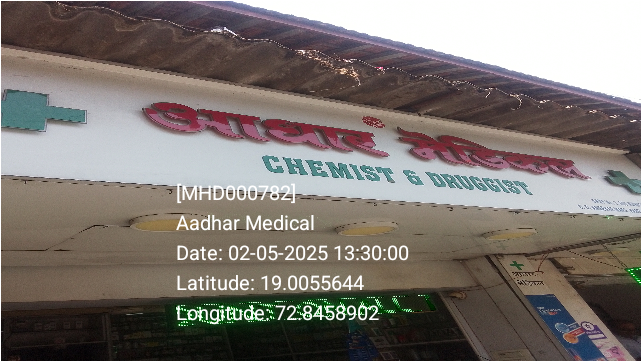 आधार मेडिकल
CHEMIST & DRUGGIST
[MHD000782]
Aadhar Medical
Date: 02-05-2025 13:30:00
Latitude: 19.0055644
Longitude: 72.8458902